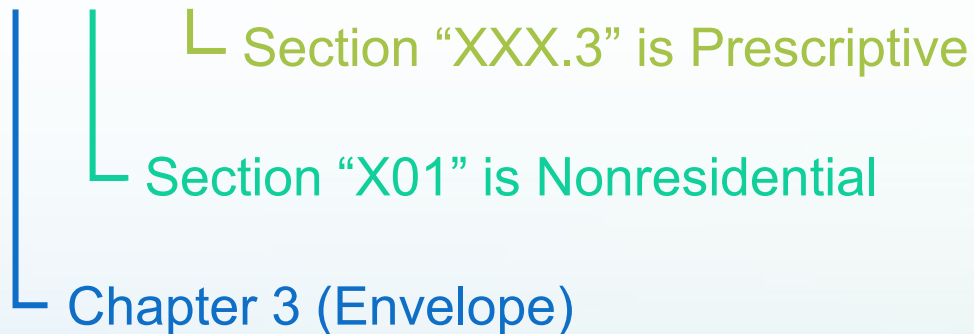 Section “XXX.3” is Prescriptive
Section “X01” is Nonresidential
Chapter 3 (Envelope)